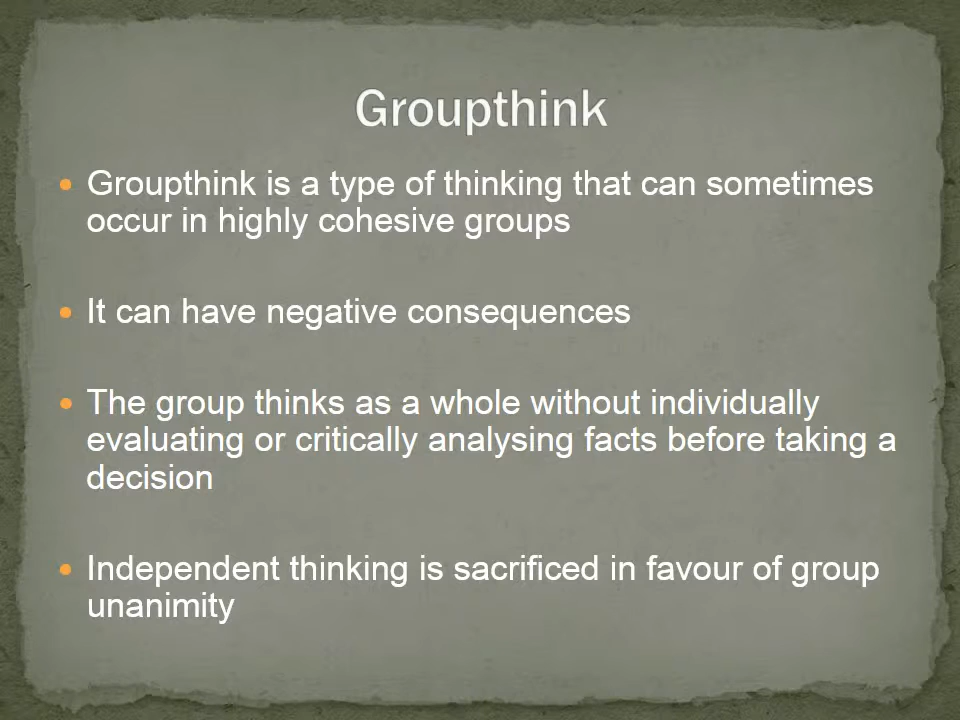 Groupthink
• Groupthink is a type of thinking that can sometimes
occur in highly cohesive groups
• It can have negative consequences
• The group thinks as a whole without individually
evaluating or critically analysing facts before taking a
decision
• Independent thinking is sacrificed in favour of group
unanimity